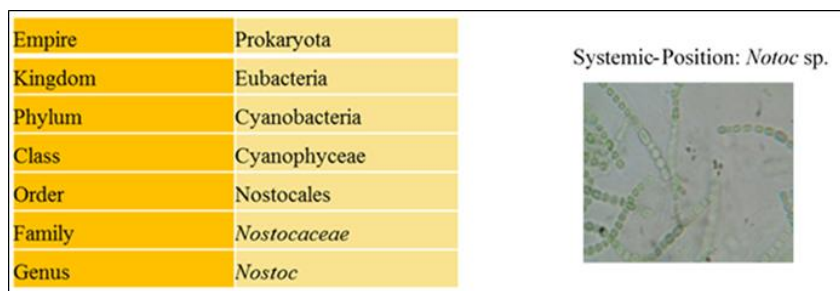 Empire Prokaryota
Kingdom Eubacteria
Phylum Cyanobacteria
Class Cyanophyceae
Order Nostocales
Family Nostocaceae
Genus Nostoc
Systemic-Position: Notoc sp.